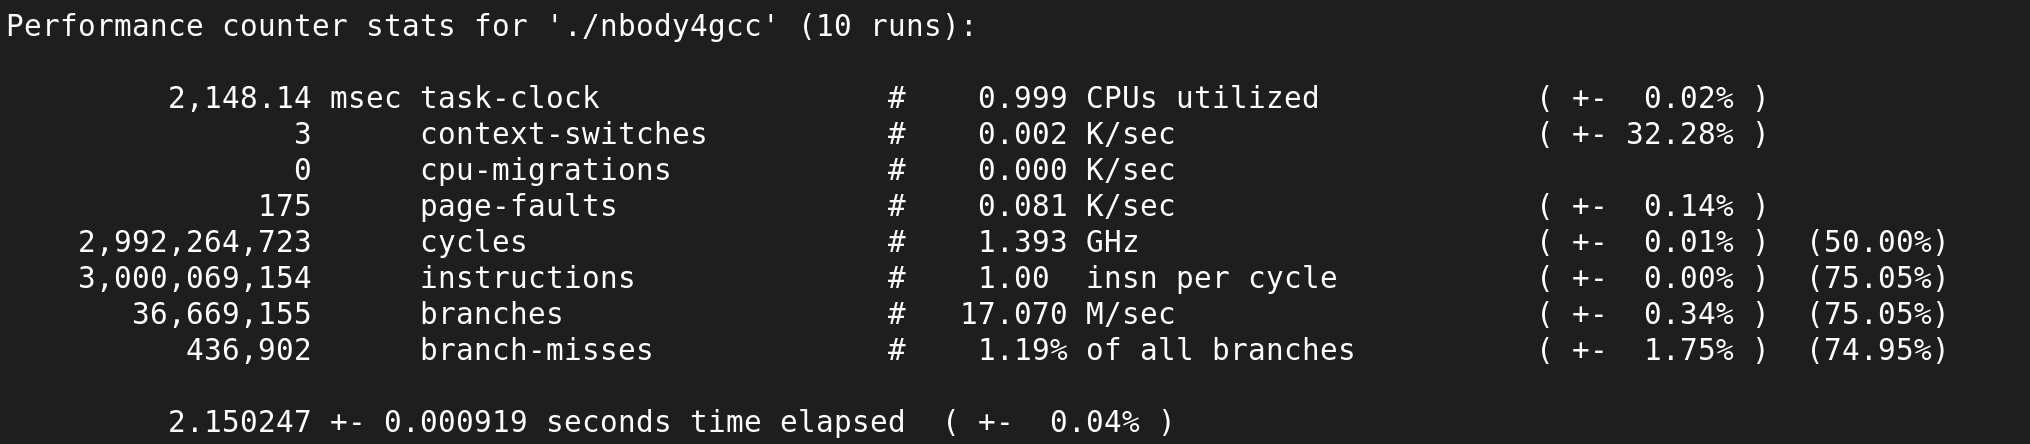 Performance counter stats for './nbody4gcc' (10 runs):
2,148.14 msec task-clock # 0.999 CPUs utilized ( +- 0.02% )
3 context-switches # 0.002 K/sec ( +- 32.28% )
0 cpu-migrations # 0.000 K/sec
175 page-faults # 0.081 K/sec ( +- 0.14% )
2,992,264,723 cycles # 1.393 GHz ( +- 0.01% ) (50.00%)
3,000,069,154 instructions # 1.00 insn per cycle ( +- 0.00% ) (75.05%)
36,669,155 branches # 17.070 M/sec ( +- 0.34% ) (75.05%)
436,902 branch-misses # 1.19% of all branches ( +- 1.75% ) (74.95%)
2.150247 +- 0.000919 seconds time elapsed ( +- 0.04% )